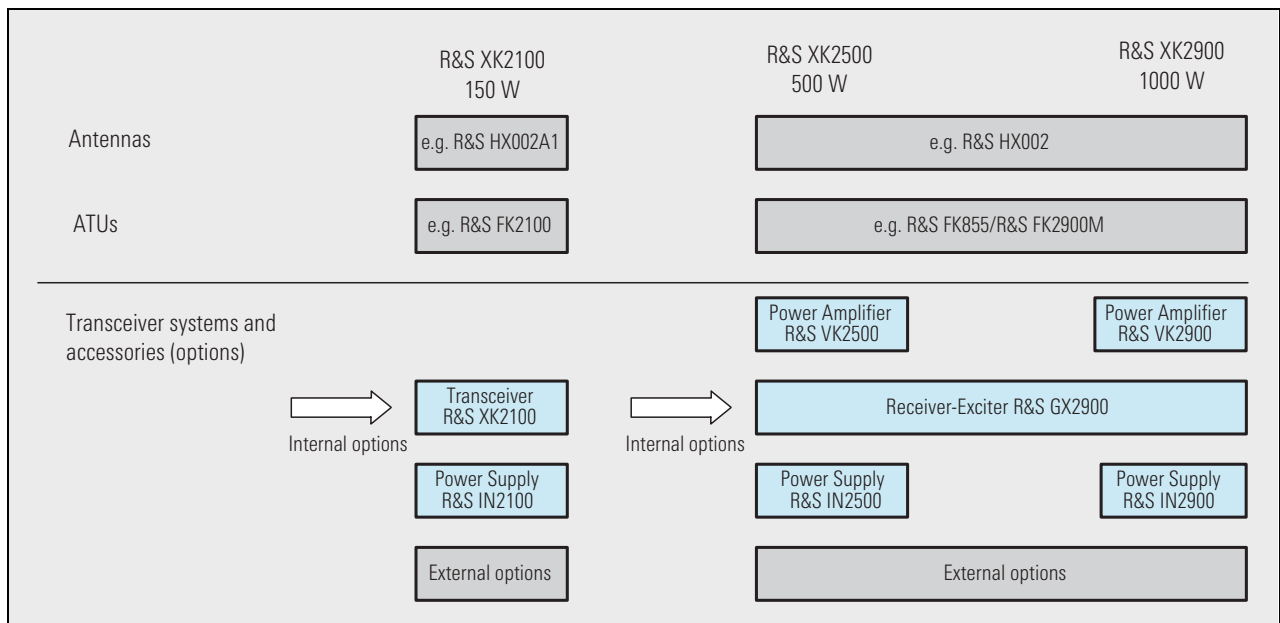 R&S XK2100
150 W
R&S XK2500
500 W
R&S XK2900
1000 W
Antennas
e.g. R&S HX002A1
e.g. R&S HX002
ATUs
e.g. R&S FK2100
e.g. R&S FK855/R&S FK2900M
Transceiver systems and
accessories (options)
Power Amplifier
R&S VK2500
Power Amplifier
R&S VK2900
Internal options
Transceiver
R&S XK2100
Internal options
Receiver-Exciter R&S GX2900
Power Supply
R&S IN2100
Power Supply
R&S IN2500
Power Supply
R&S IN2900
External options
External options